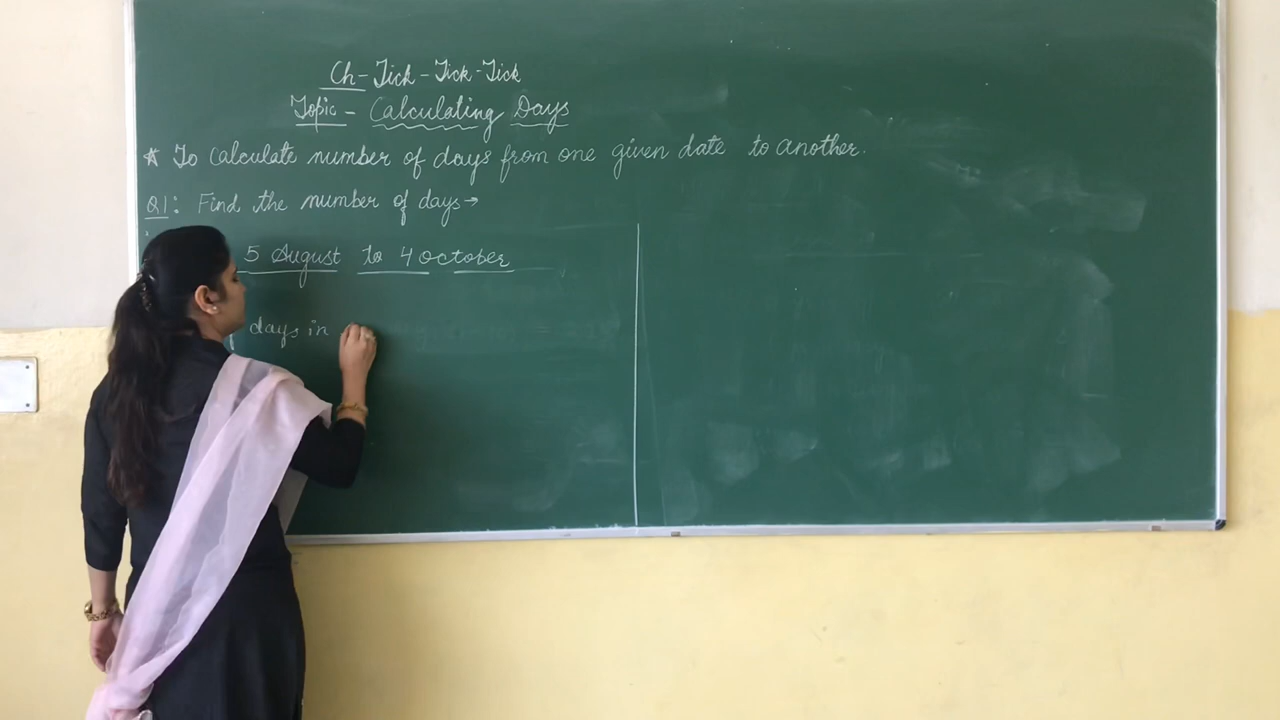 Ch-Tick-Tick-Tick
Topic - Calculating Days
* To Calculate number of days from one given date to another.
Q1: Find the number of days→
5 August to 4 october
days in